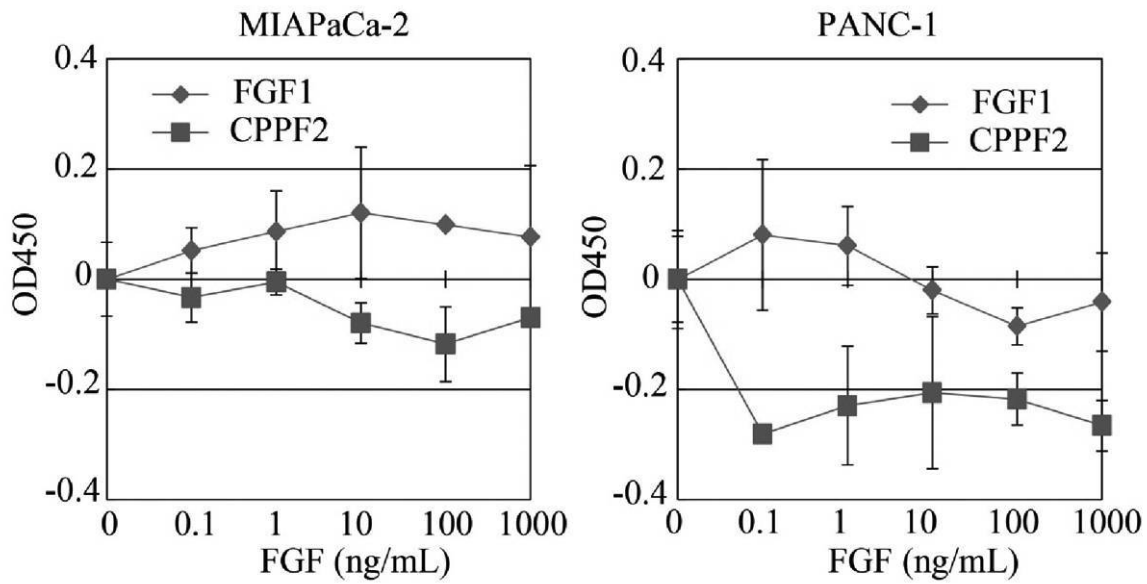 MIAPaCa-2
0.4
FGF1
CPPF2
0.2
OD450
0
-0.2
-0.4
0 0.1 1 10 100 1000
FGF (ng/mL)
PANC-1
0.4
FGF1
CPPF2
0.2
OD450
0
-0.2
-0.4
0 0.1 1 10 100 1000
FGF (ng/mL)